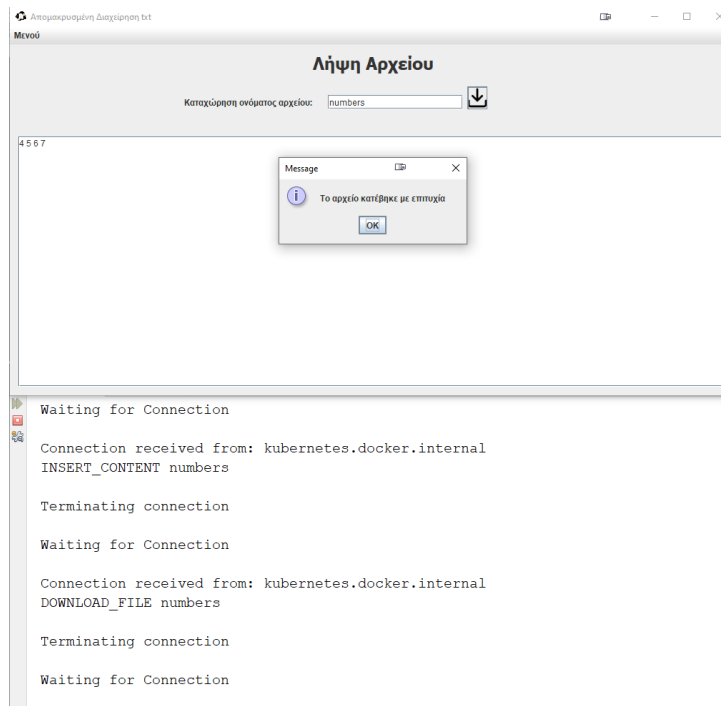 Απομακρυσμένη Διαχείρηση txt
Μενού
Λήψη Αρχείου
Καταχώρηση ονόματος αρχείου: numbers
4 5 6 7
Message
Το αρχείο κατέβηκε με επιτυχία
OK
Waiting for Connection
Connection received from: kubernetes.docker.internal
INSERT_CONTENT numbers
Terminating connection
Waiting for Connection
Connection received from: kubernetes.docker.internal
DOWNLOAD_FILE numbers
Terminating connection
Waiting for Connection